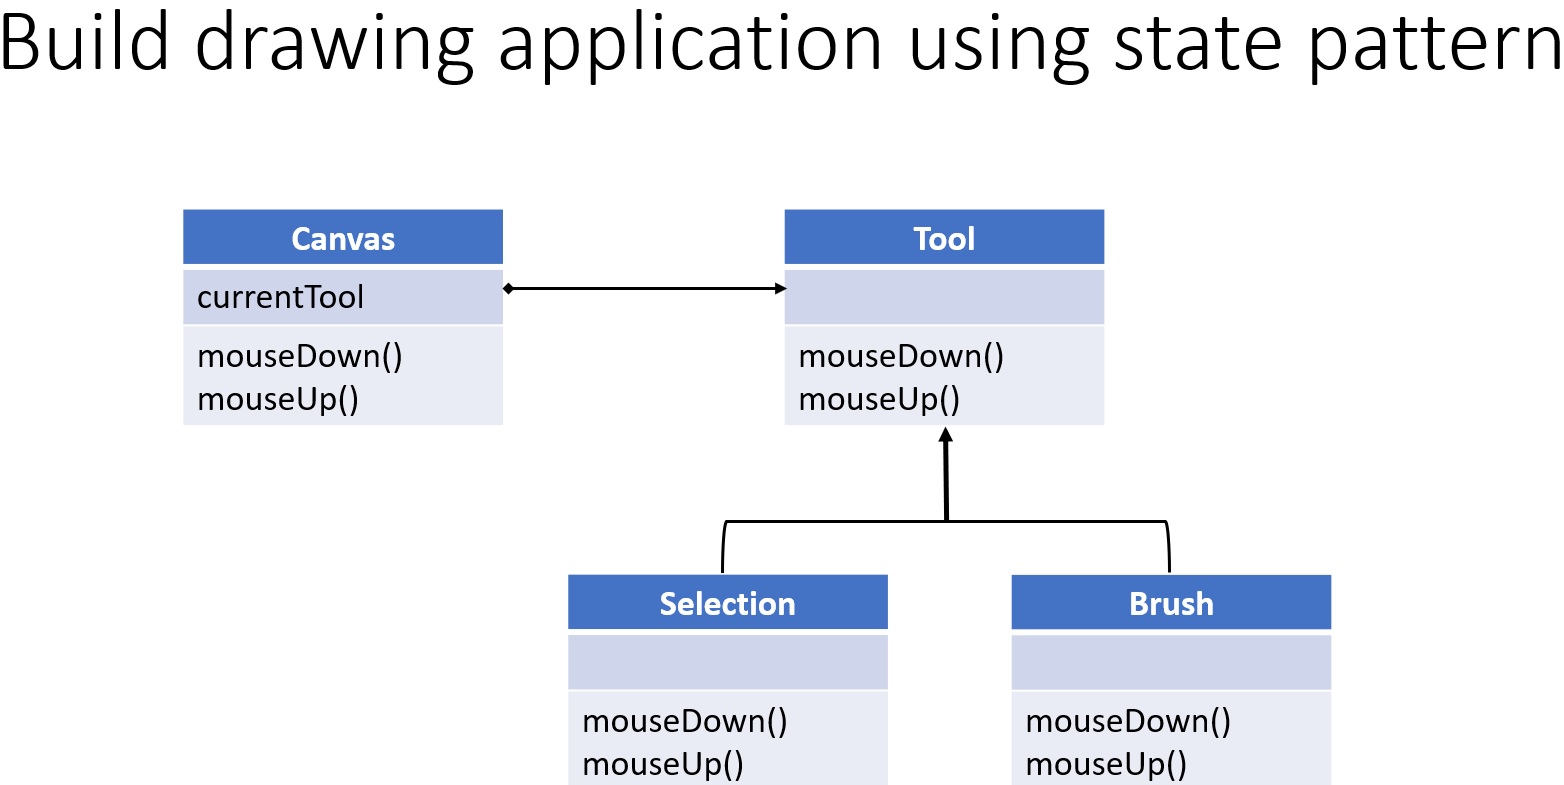 Build drawing application using state pattern
Canvas
currentTool
mouseDown()
mouseUp()
Tool
mouseDown()
mouseUp()
Selection
mouseDown()
mouseUp()
Brush
mouseDown()
mouseUp()